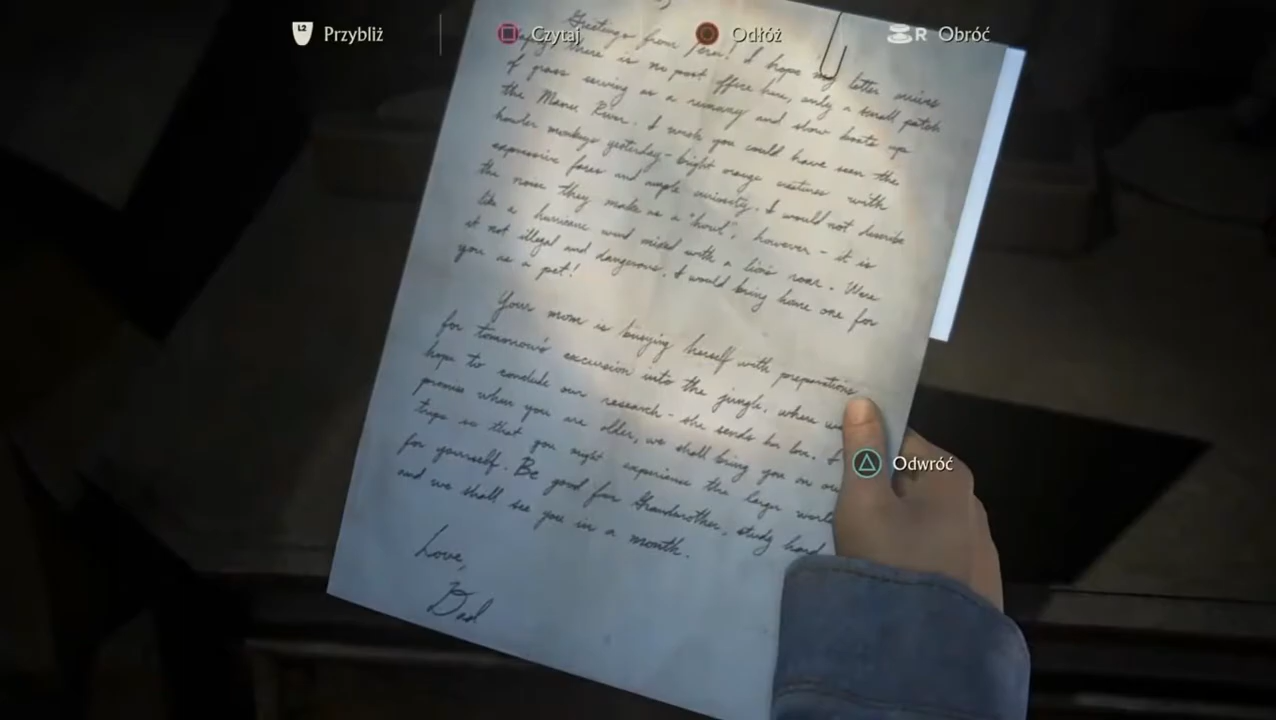 L2 Przybliż
Czytaj
Odłóż
R Obróć
Greetings from Peru! I hope my letter arrives
there is no post office here, only a small patch
of grass serving as a runway and slow boats up
the Manu River. I wish you could have seen the
howler monkeys yesterday - bright orange creatures with
expressive faces and ample curiosity. I would not describe
the noise they make as a "howl", however - it is
like a hurricane wind mixed with a lion's roar. Were
it not illegal and dangerous, I would bring home one for
you as a pet!
Your mom is busying herself with preparations
for tomorrow's excursion into the jungle, where we
hope to conclude our research - she sends her love. I
promise when you are older, we shall bring you on our
trips so that you might experience the larger world
for yourself. Be good for Grandmother, study hard
and we shall see you in a month.
Love,
Dad
Odwróć